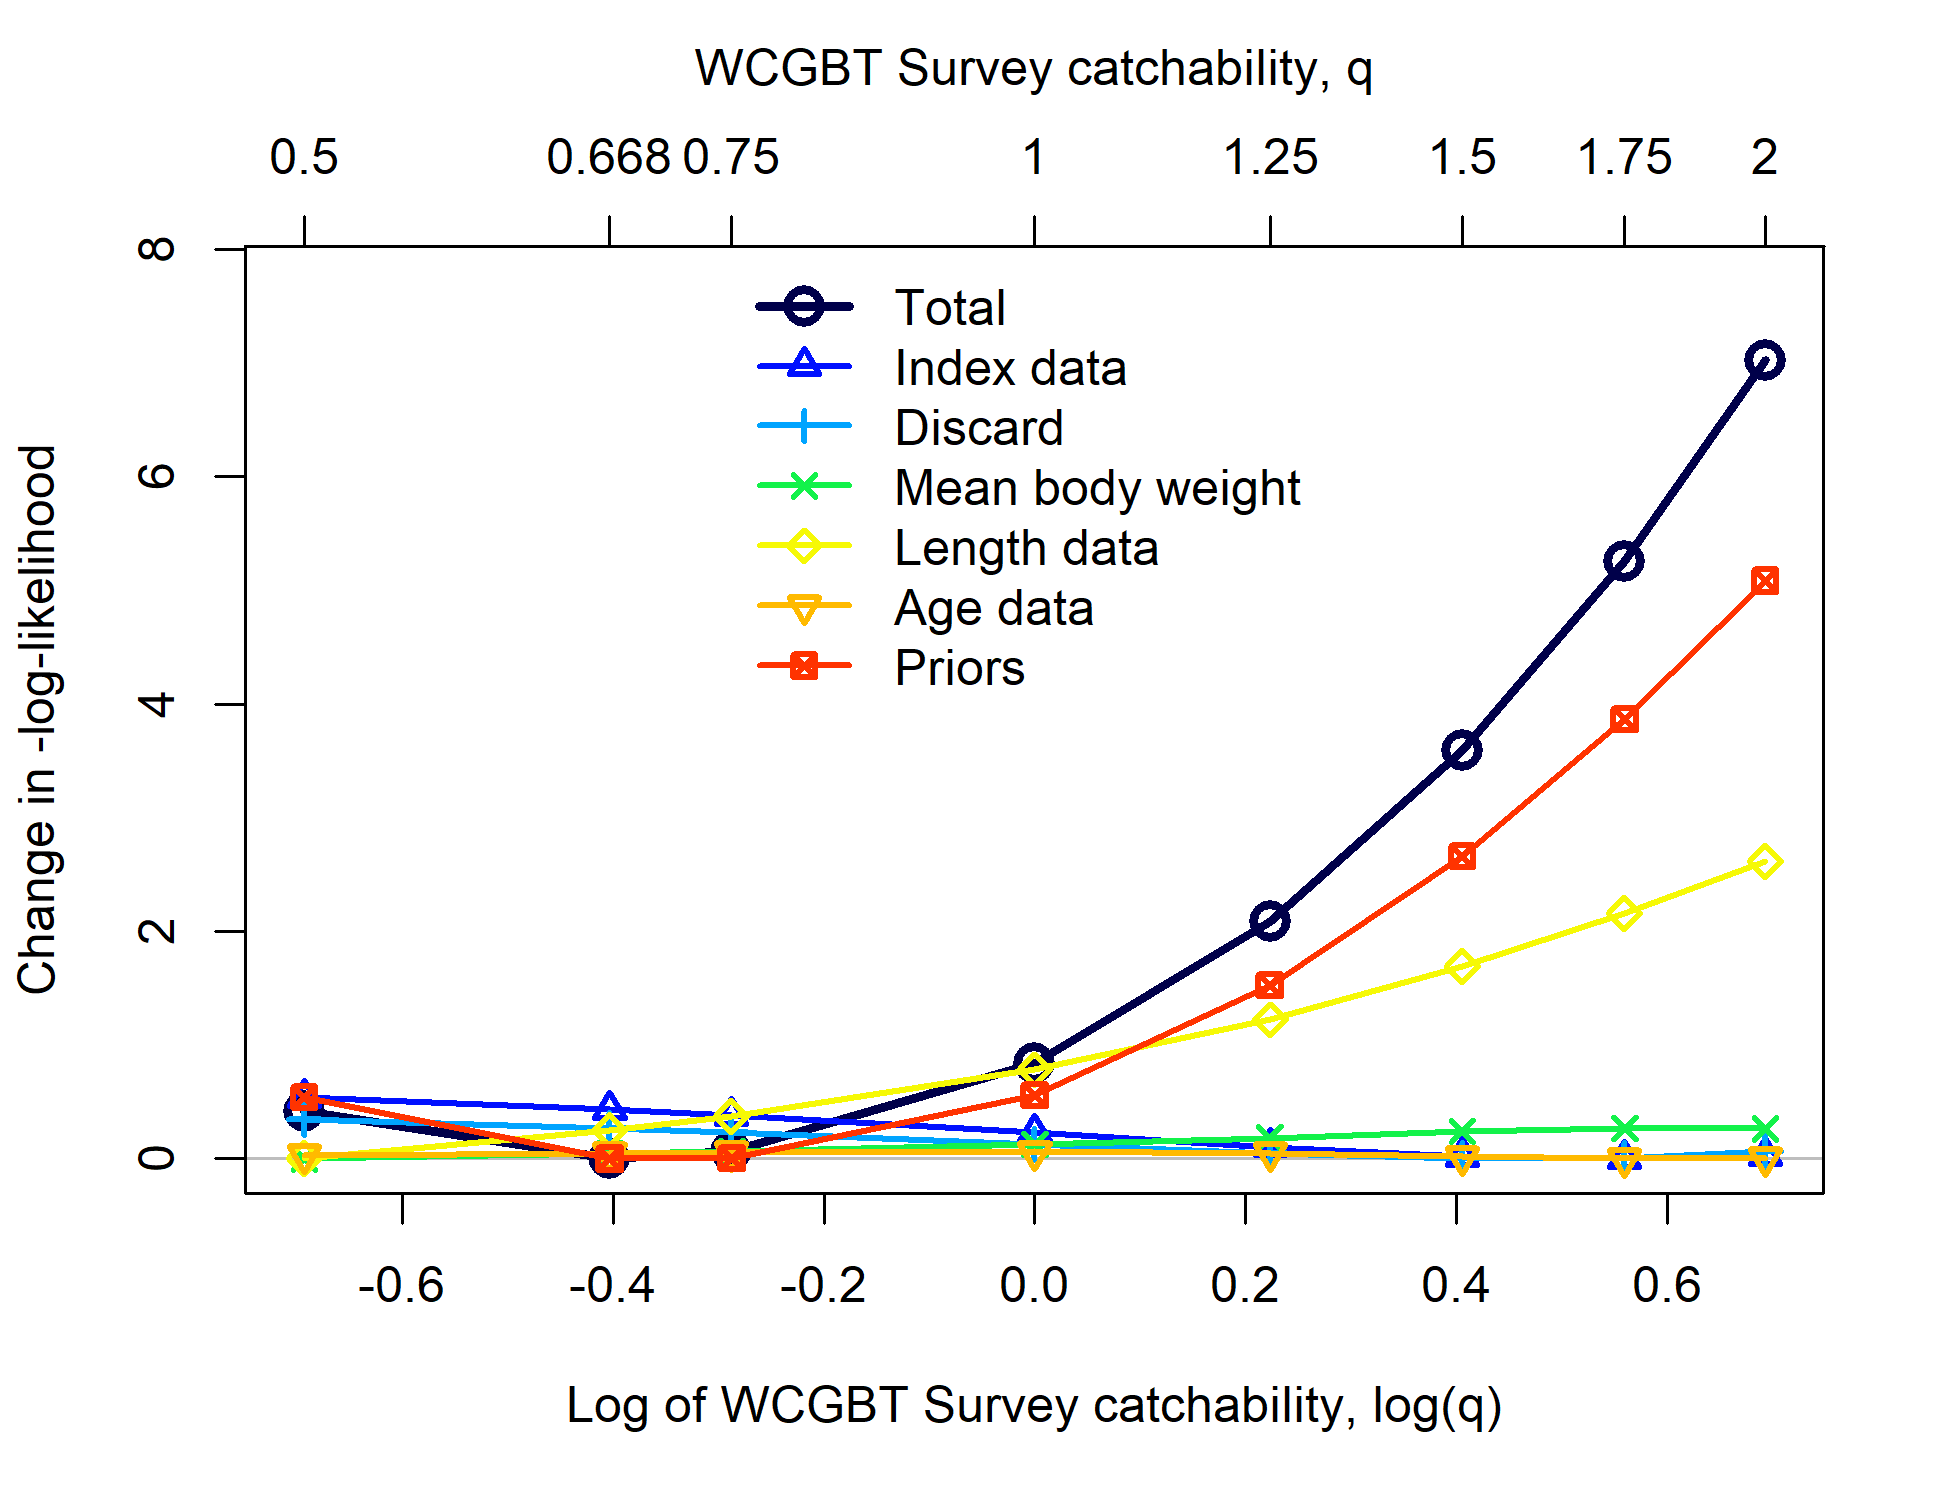 WCGBT Survey catchability, q
0.5 0.668 0.75 1 1.25 1.5 1.75 2
Change in -log-likelihood
8
6
4
2
0
Total
Index data
Discard
Mean body weight
Length data
Age data
Priors
-0.6 -0.4 -0.2 0.0 0.2 0.4 0.6
Log of WCGBT Survey catchability, log(q)